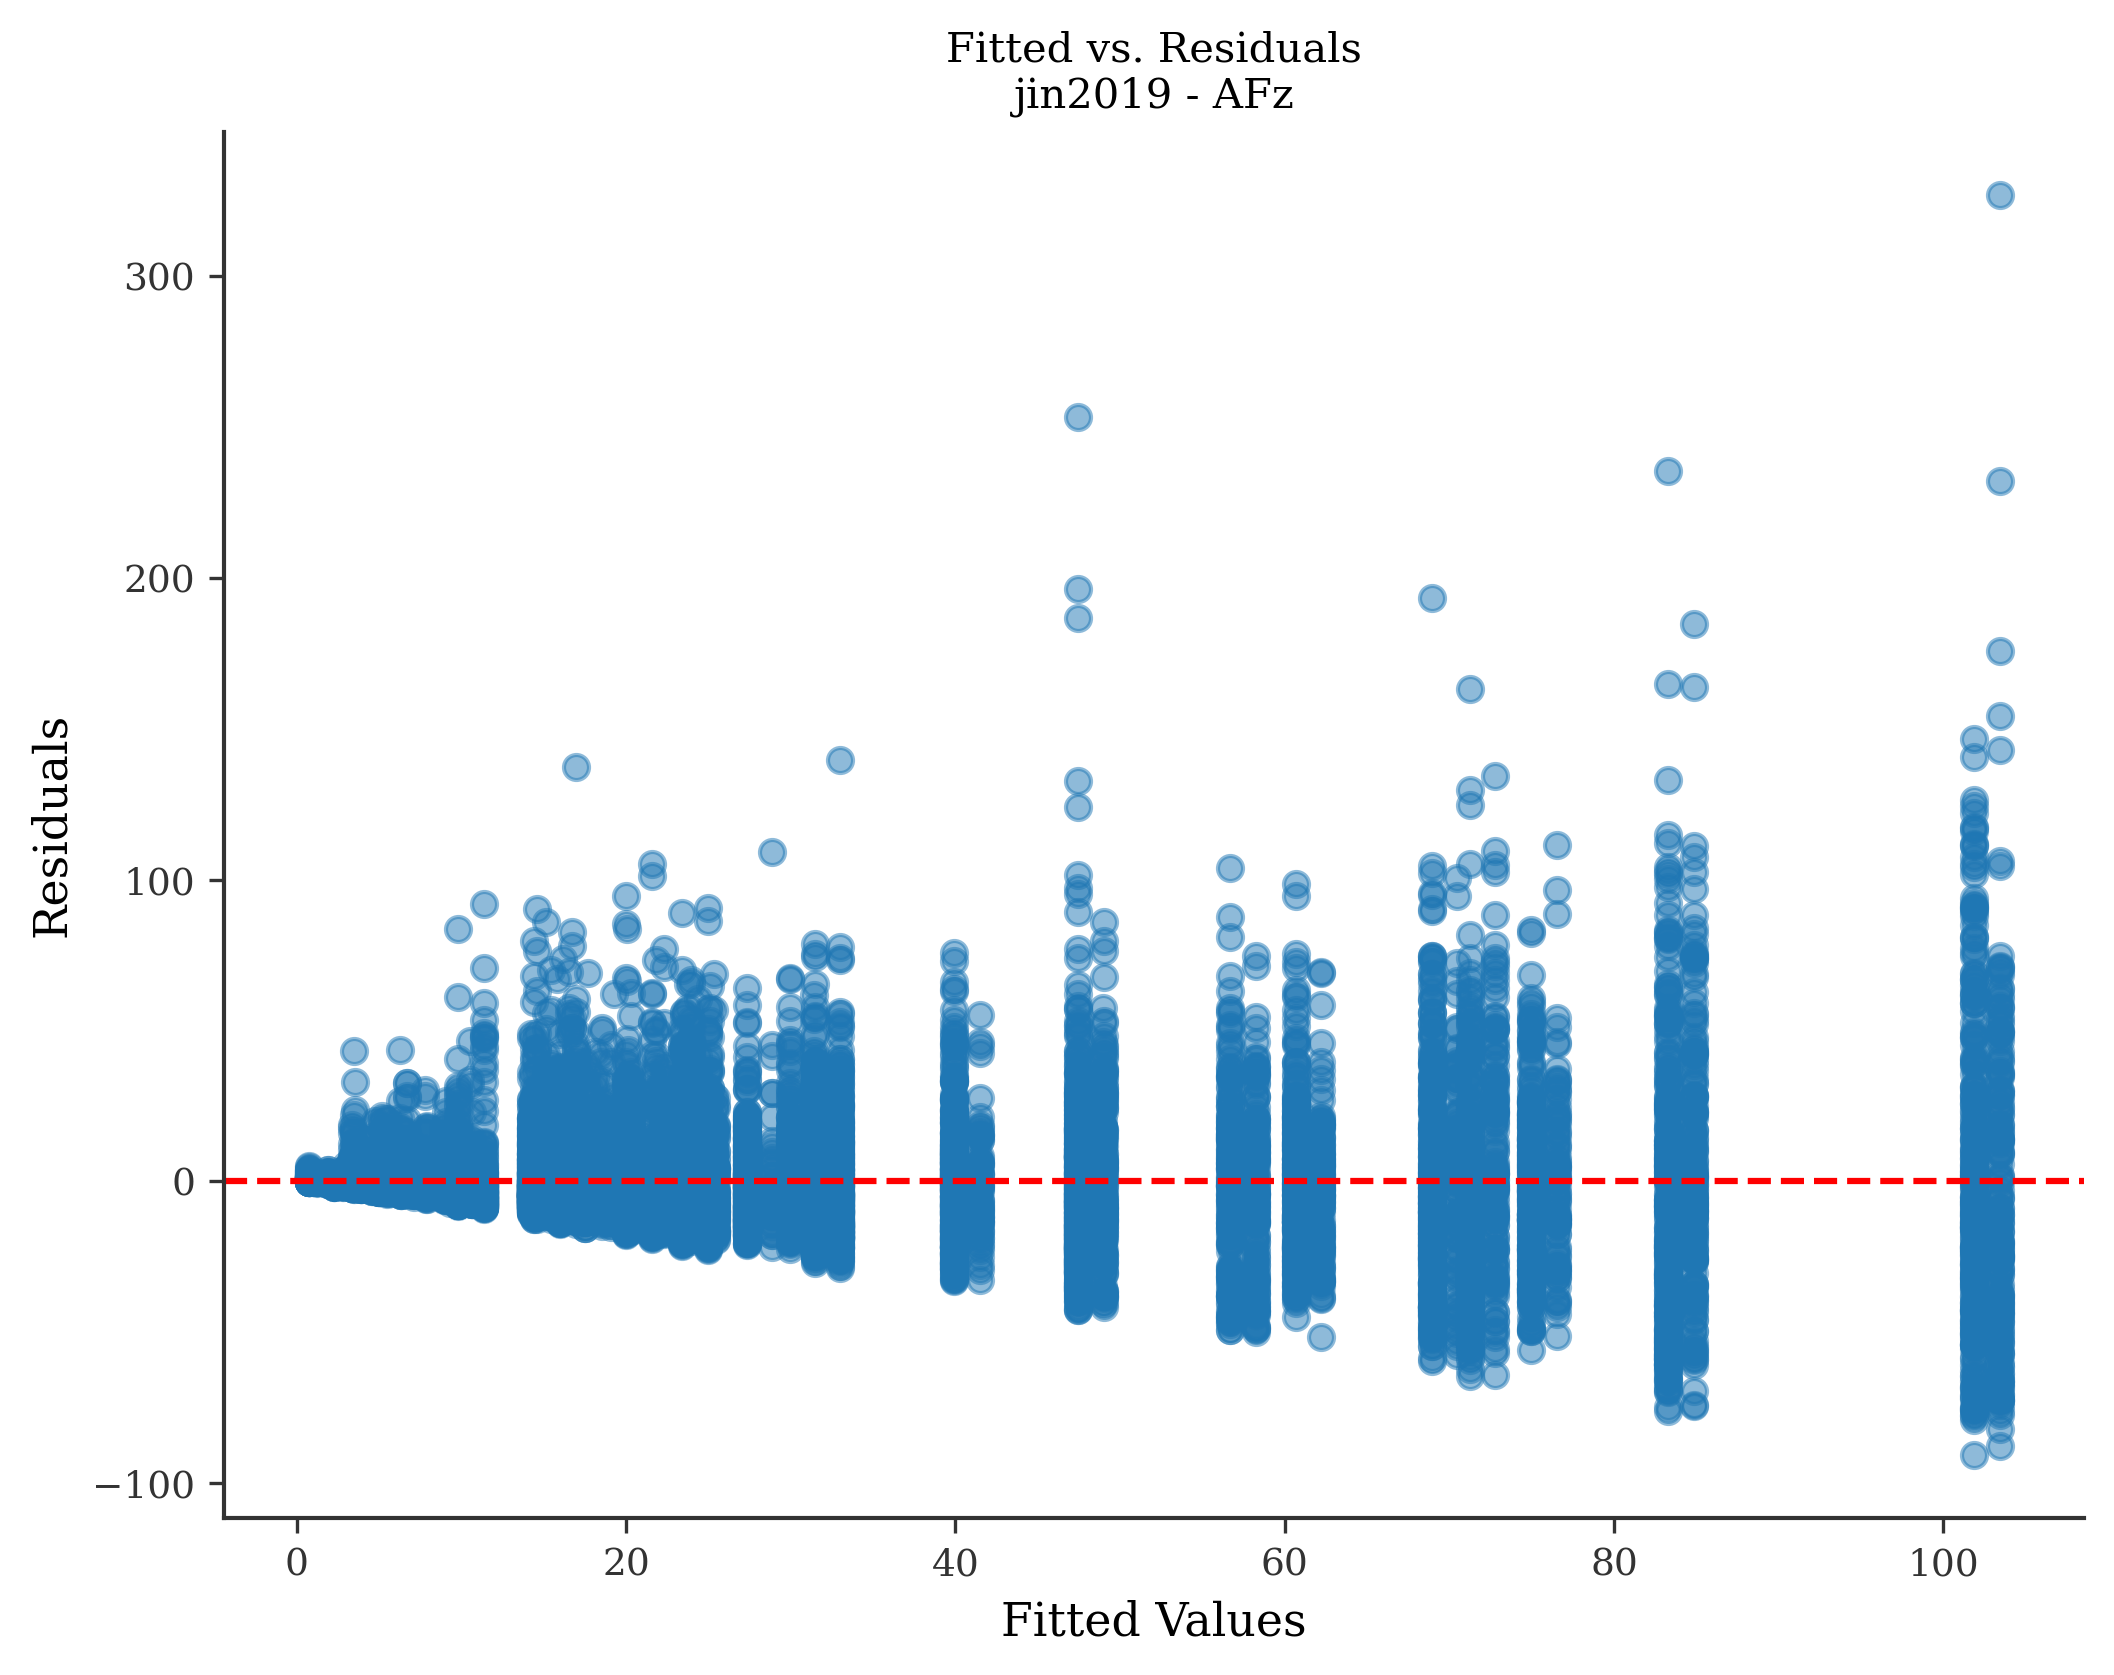 Fitted vs. Residuals
jin2019 - AFz
Residuals
300
200
100
0
−100
0 20 40 60 80 100
Fitted Values